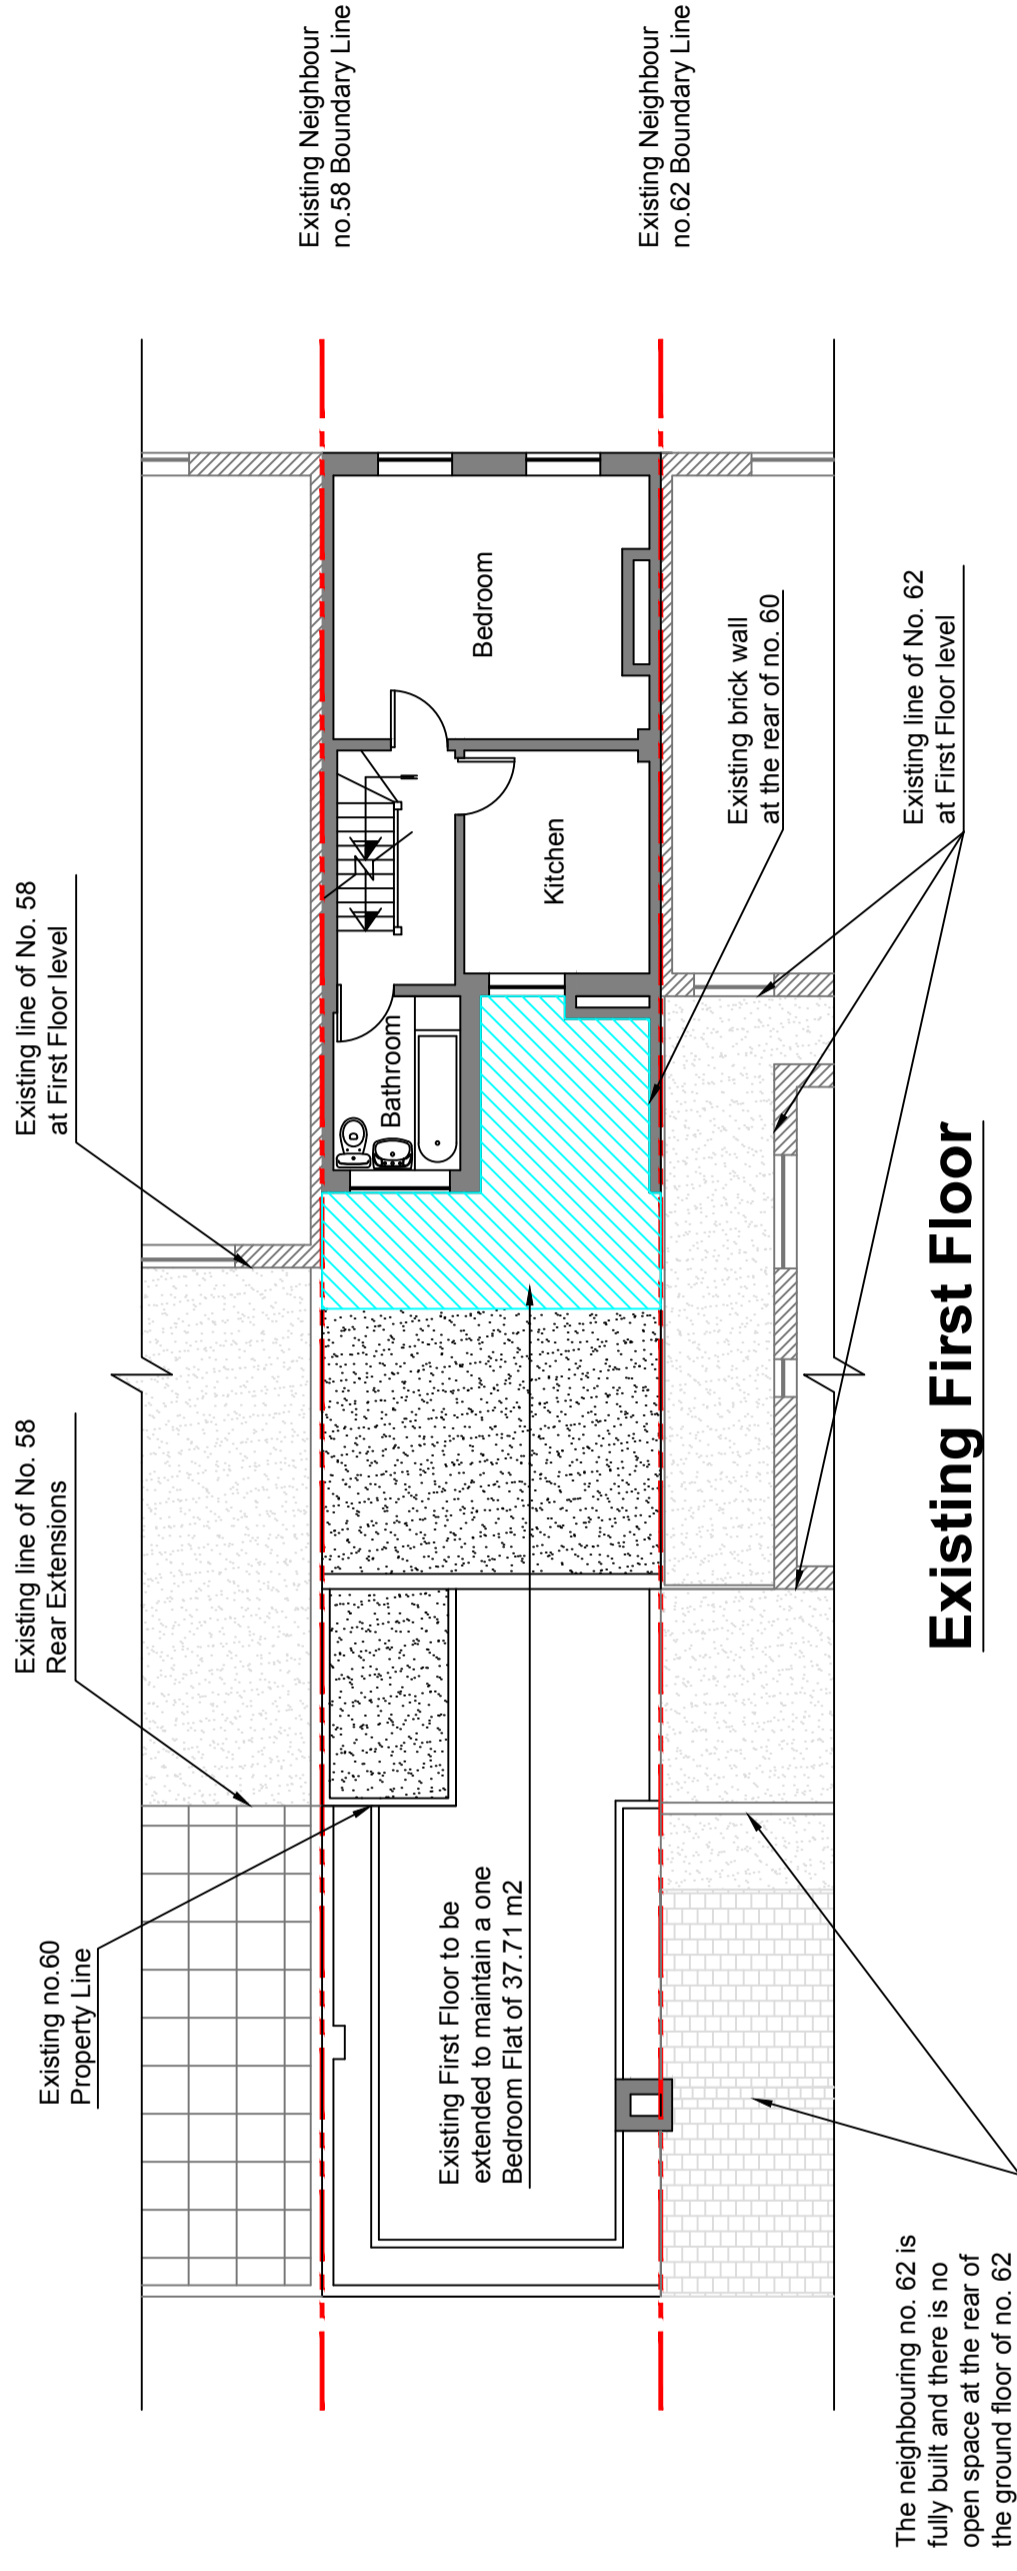 Existing line of No. 58
Rear Extensions
Existing line of No. 58
at First Floor level
Existing no.60
Property Line
Existing Neighbour
no.58 Boundary Line
Existing Neighbour
no.62 Boundary Line
Bathroom
Bedroom
Kitchen
Existing First Floor to be
extended to maintain a one
Bedroom Flat of 37.71 m2
Existing brick wall
at the rear of no. 60
Existing line of No. 62
at First Floor level
The neighbouring no. 62 is
fully built and there is no
open space at the rear of
the ground floor of no. 62
Existing First Floor